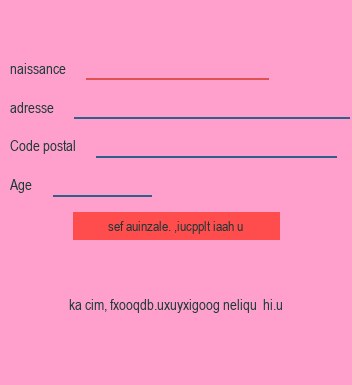 naissance
adresse
Code postal
Age
sef auinzale. ,iucpplt iaah u
ka cim, fxooqdb.uxuyxigoog neliqu hi.u